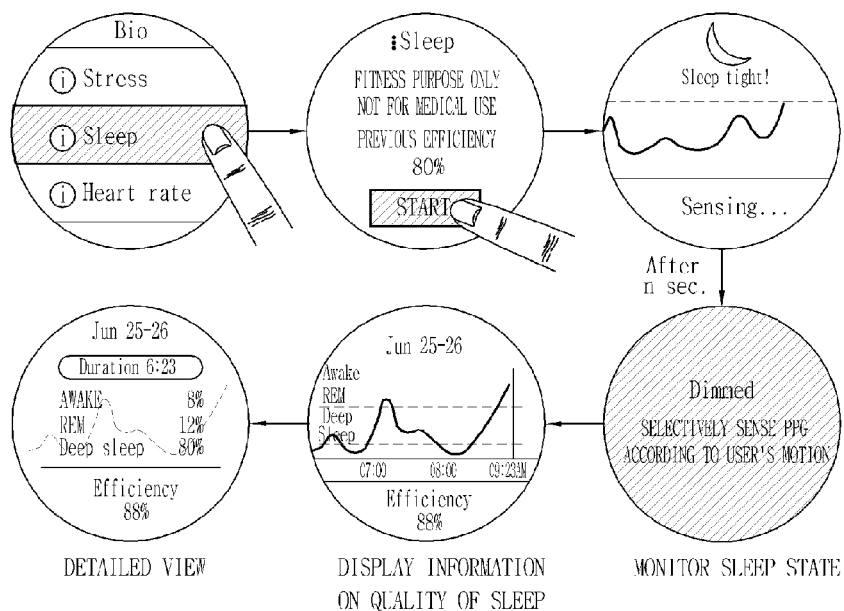 Bio
i Stress
i Sleep
i Heart rate
Sleep
FITNESS PURPOSE ONLY
NOT FOR MEDICAL USE
PREVIOUS EFFICIENCY
80%
START
Sleep tight!
Sensing...
After
n sec.
Dimmed
SELECTIVELY SENSE PPG
ACCORDING TO USER'S MOTION
MONITOR SLEEP STATE
Jun 25-26
Awake
REM
Deep
Sleep
07:00 08:00 09:23AM
Efficiency
88%
DISPLAY INFORMATION
ON QUALITY OF SLEEP
Jun 25-26
Duration 6:23
AWAKE 8%
REM 12%
Deep sleep 80%
Efficiency
88%
DETAILED VIEW